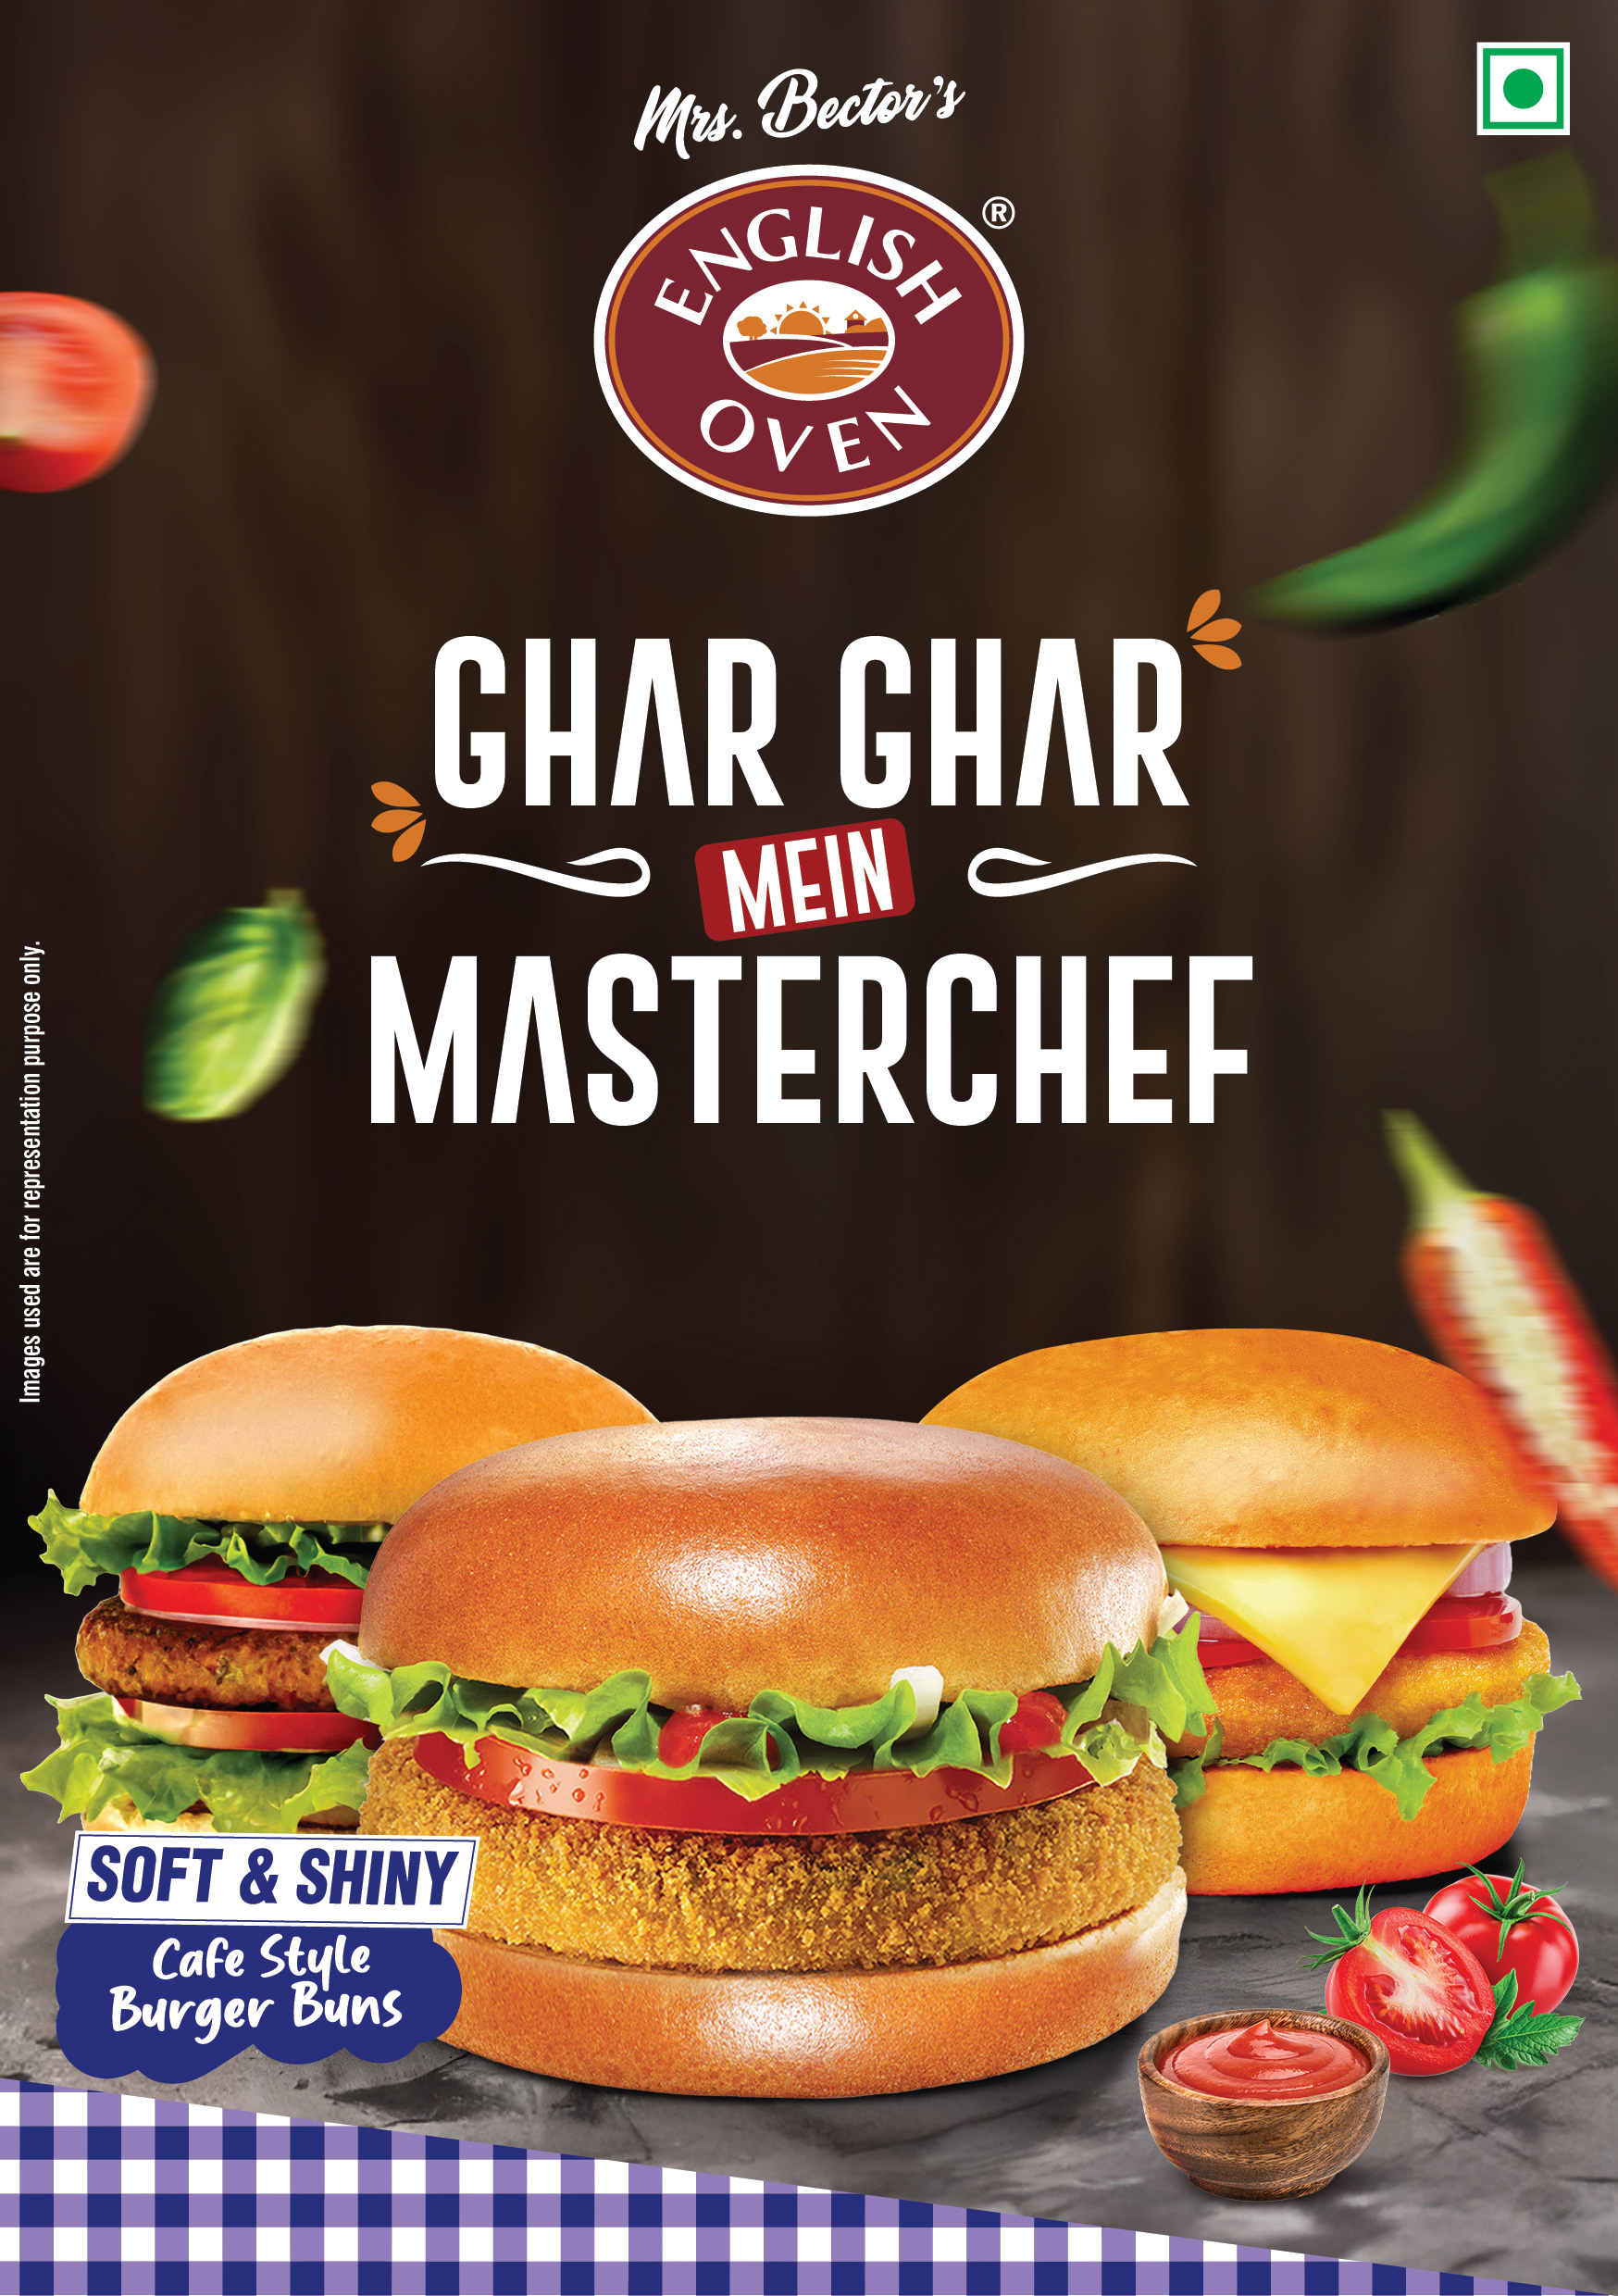 Mrs. Bector's
ENGLISH
®
OVEN
GHAR GHAR
MEIN
MASTERCHEF
Images used are for representation purpose only.
SOFT & SHINY
Cafe Style
Burger Buns